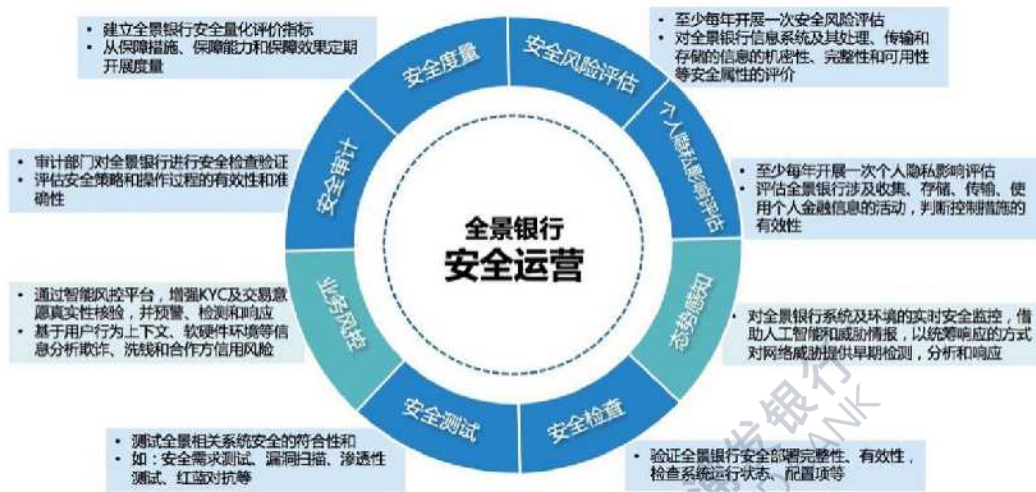 • 建立全景银行安全量化评价指标
• 从保障措施、保障能力和保障效果定期
开展度量
• 至少每年开展一次安全风险评估
• 对全景银行信息系统及其处理、传输和
存储的信息的机密性、完整性和可用性
等安全属性的评价
安全度量
安全风险评估
安全审计
个人隐私影响评估
• 审计部门对全景银行进行安全检查验证
• 评估安全策略和操作过程的有效性和准
确性
• 至少每年开展一次个人隐私影响评估
• 评估全景银行涉及收集、存储、传输、使
用个人金融信息的活动，判断控制措施的
有效性
全景银行
安全运营
业务风控
态势感知
• 通过智能风控平台，增强KYC及交易意
愿真实性核验，并预警、检测和响应
• 基于用户行为上下文、软硬件环境等信
息分析欺诈、洗钱和合作方信用风险
• 对全景银行系统及环境的实时安全监控，借
助人工智能和威胁情报，以统筹响应的方式
对网络威胁提供早期检测，分析和响应
安全测试
安全检查
• 测试全景相关系统安全的符合性和
• 如：安全需求测试、漏洞扫描、渗透性
测试、红蓝对抗等
• 验证全景银行安全部署完整性、有效性，
检查系统运行状态、配置项等
发银行
BANK